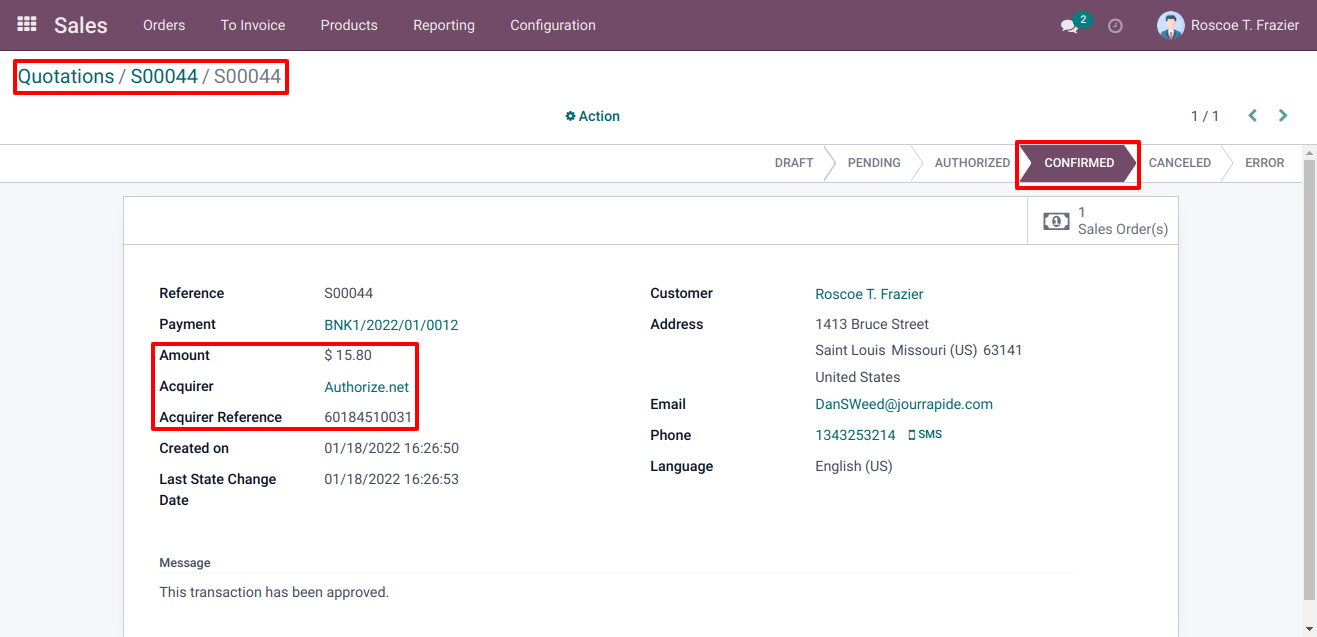 Sales Orders To Invoice Products Reporting Configuration 2 Roscoe T. Frazier
Quotations / S00044 / S00044
Action 1 / 1
DRAFT PENDING AUTHORIZED CONFIRMED CANCELED ERROR
1
Sales Order(s)
Reference S00044
Payment BNK1/2022/01/0012
Amount $ 15.80
Acquirer Authorize.net
Acquirer Reference 60184510031
Created on 01/18/2022 16:26:50
Last State Change Date 01/18/2022 16:26:53
Customer Roscoe T. Frazier
Address 1413 Bruce Street
Saint Louis Missouri (US) 63141
United States
Email DanSWeed@jourrapide.com
Phone 1343253214 SMS
Language English (US)
Message
This transaction has been approved.